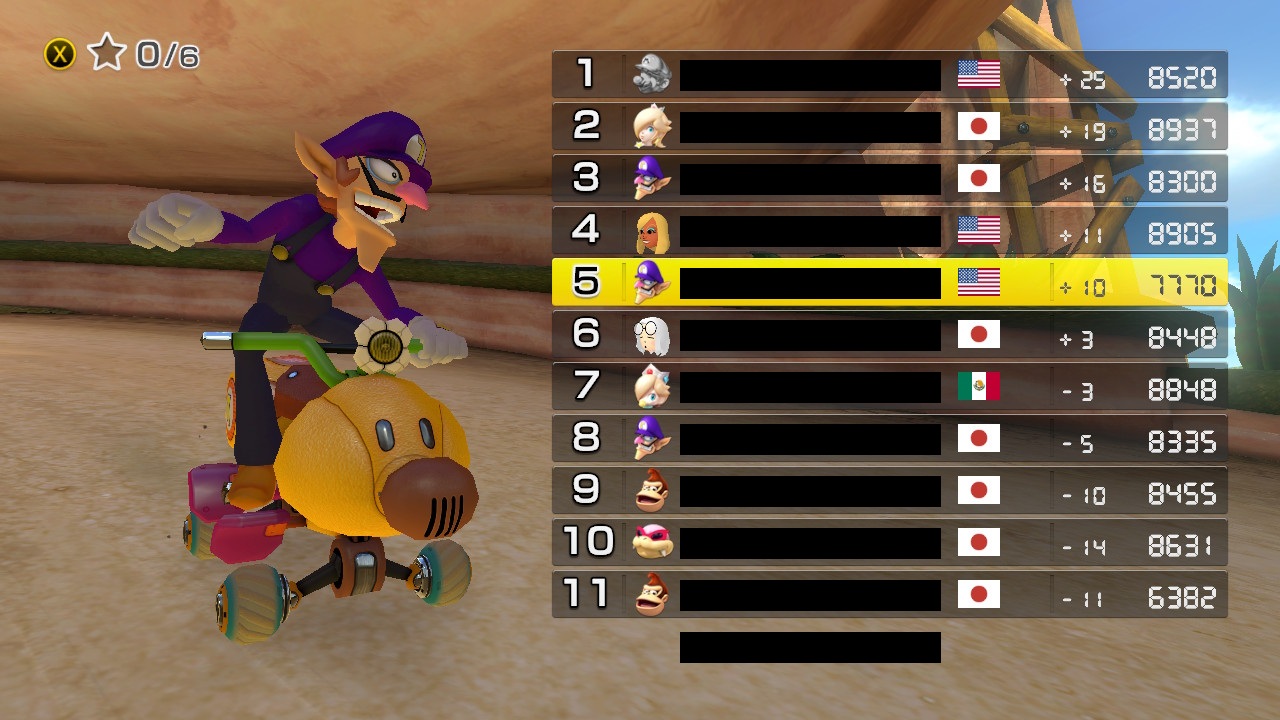 X 0/6
1 + 25 8520
2 + 19 8937
3 + 16 8300
4 + 11 8905
5 + 10 7770
6 + 3 8448
7 - 3 8848
8 - 5 8335
9 - 10 8455
10 - 14 8631
11 - 11 6382